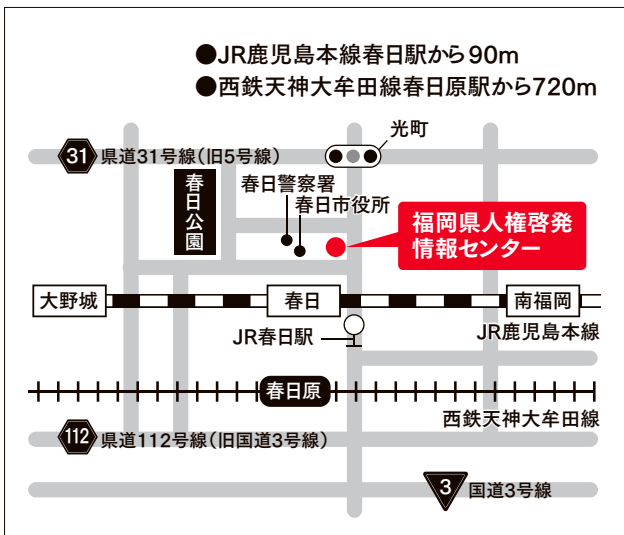 ●JR鹿児島本線春日駅から90m
●西鉄天神大牟田線春日原駅から720m
光町
31 県道31号線(旧5号線)
春日公園
春日警察署
春日市役所
福岡県人権啓発
情報センター
大野城
春日
南福岡
JR春日駅
JR鹿児島本線
春日原
西鉄天神大牟田線
112 県道112号線(旧国道3号線)
3 国道3号線